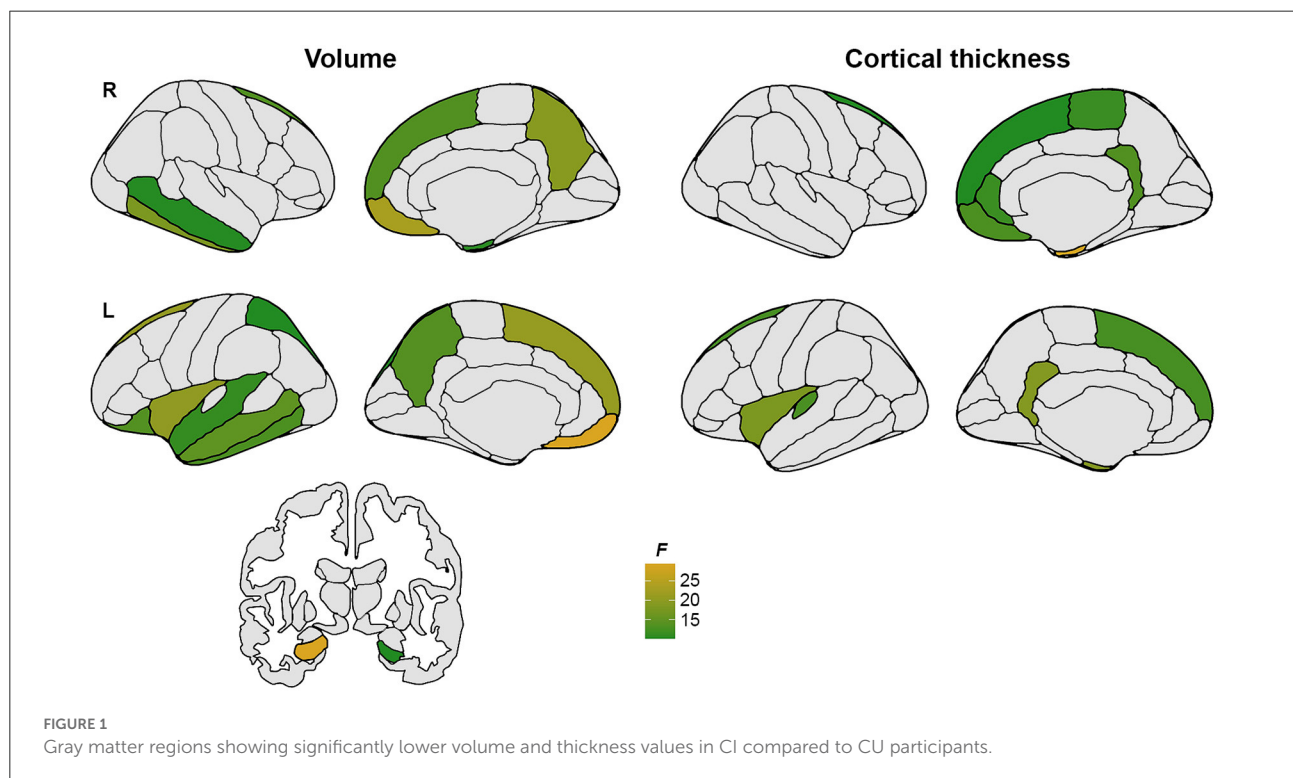 Volume
Cortical thickness
R
L
F
25
20
15
FIGURE 1
Gray matter regions showing significantly lower volume and thickness values in CI compared to CU participants.